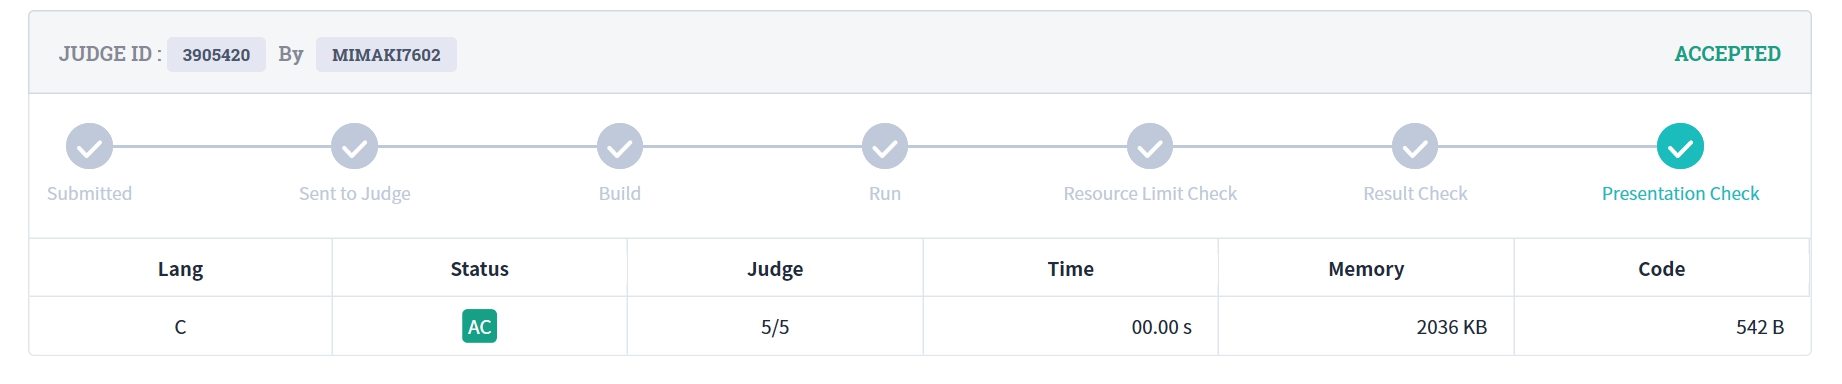 JUDGE ID : 3905420 By MIMAKI7602 ACCEPTED
Submitted Sent to Judge Build Run Resource Limit Check Result Check Presentation Check
Lang Status Judge Time Memory Code
C AC 5/5 00.00 s 2036 KB 542 B